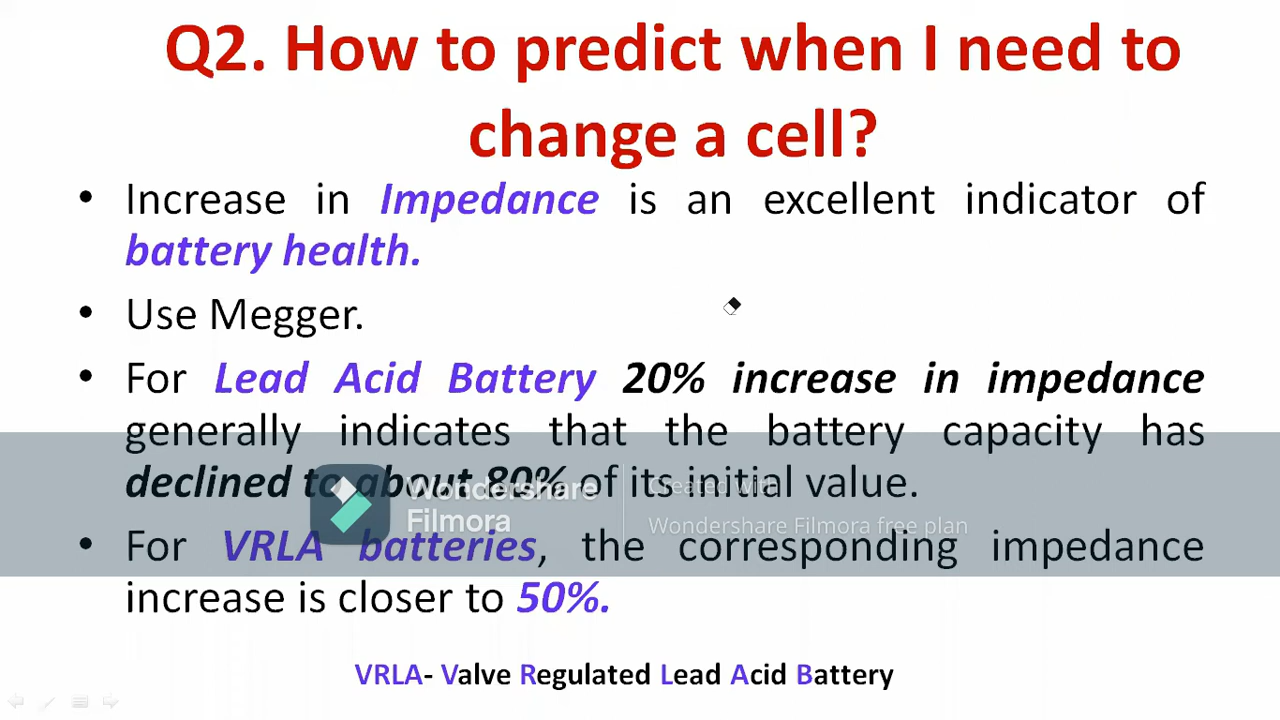 Q2. How to predict when I need to
change a cell?
• Increase in Impedance is an excellent indicator of
battery health.
• Use Megger.
• For Lead Acid Battery 20% increase in impedance
generally indicates that the battery capacity has
declined to about 80% of its initial value.
Wondershare
Filmora
Created with
Wondershare Filmora free plan
• For VRLA batteries, the corresponding impedance
increase is closer to 50%.
VRLA- Valve Regulated Lead Acid Battery